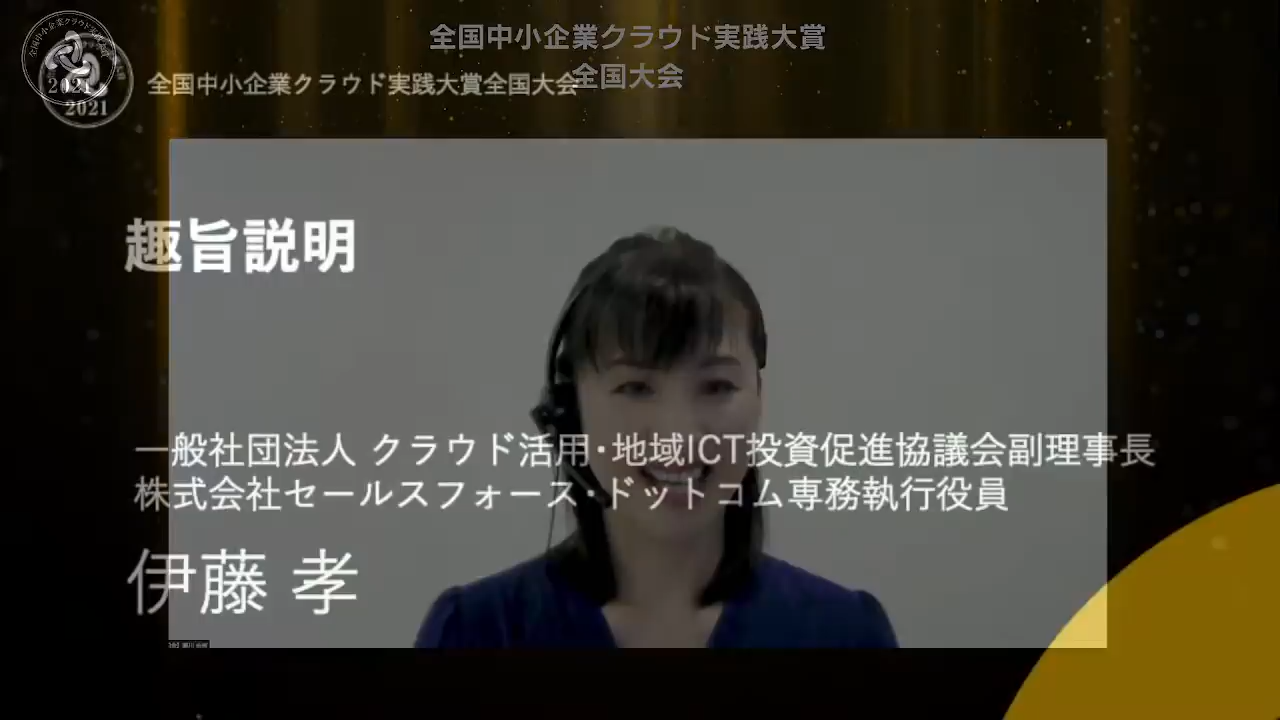 全国中小企業クラウド実践大賞
全国大会
全国中小企業クラウド実践大賞全国大会
2021
2021
趣旨説明
一般社団法人 クラウド活用・地域ICT投資促進協議会副理事長
株式会社セールスフォース・ドットコム専務執行役員
伊藤 孝